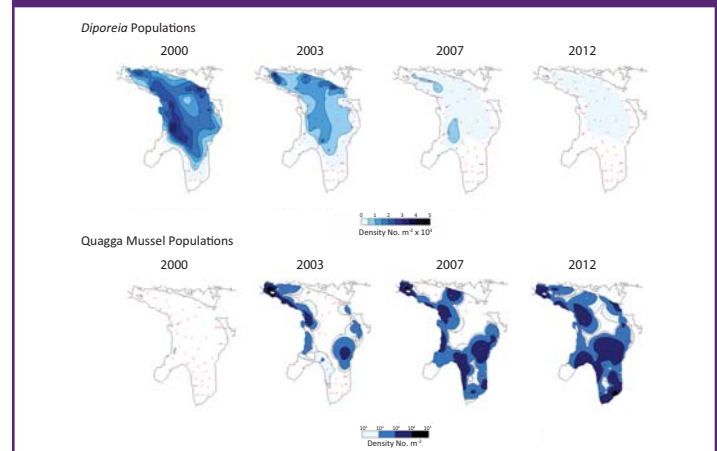 Diporeia Populations
2000 2003 2007 2012
0 1 2 3 4 5
Density No. m⁻² x 10³
Quagga Mussel Populations
2000 2003 2007 2012
Density No. m⁻²